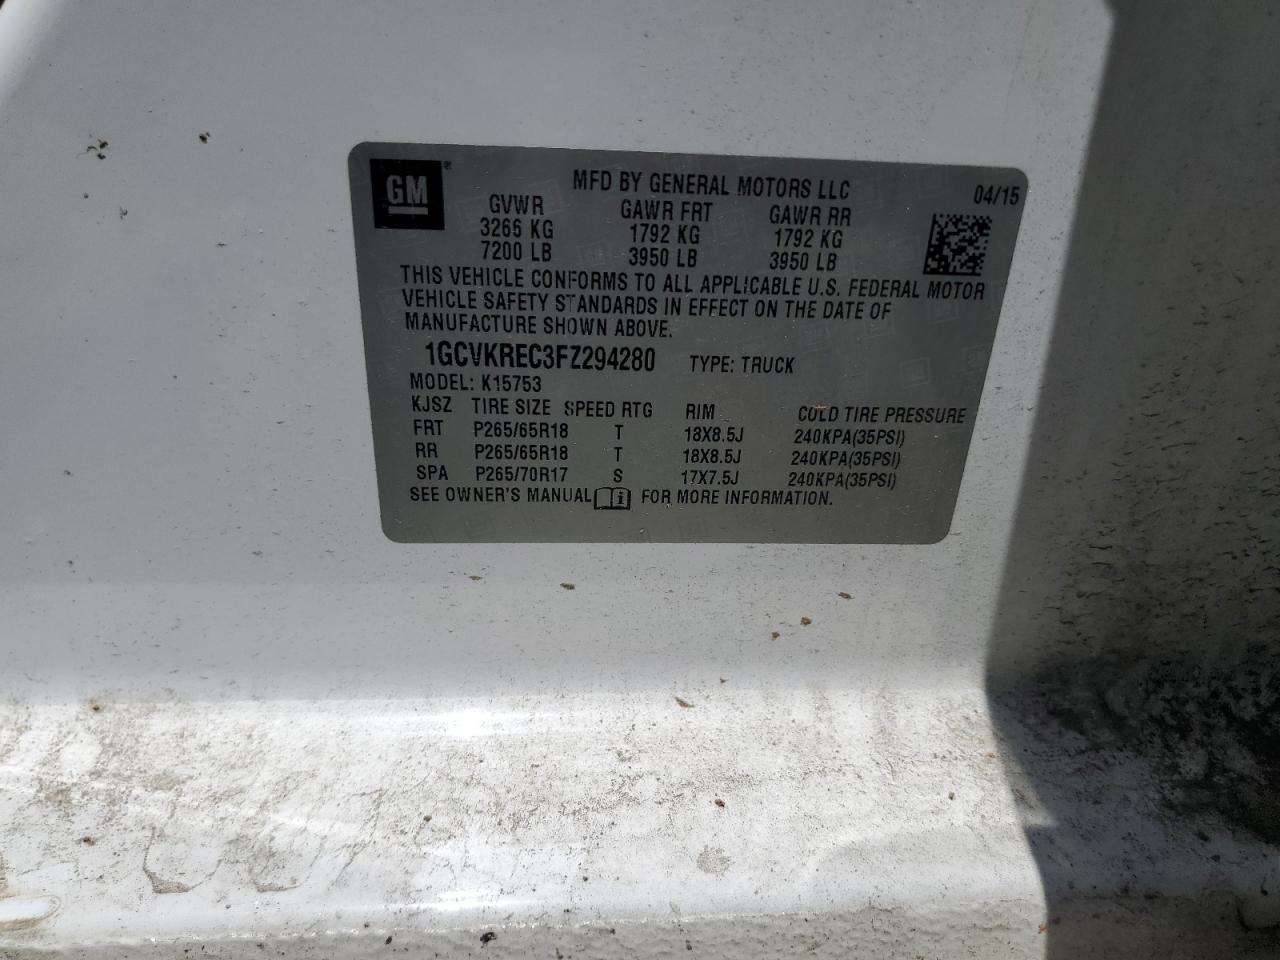 GM
MFD BY GENERAL MOTORS LLC 04/15
GVWR GAWR FRT GAWR RR
3266 KG 1792 KG 1792 KG
7200 LB 3950 LB 3950 LB
THIS VEHICLE CONFORMS TO ALL APPLICABLE U.S. FEDERAL MOTOR
VEHICLE SAFETY STANDARDS IN EFFECT ON THE DATE OF
MANUFACTURE SHOWN ABOVE.
1GCVKREC3FZ294280 TYPE: TRUCK
MODEL: K15753
KJSZ TIRE SIZE SPEED RTG RIM COLD TIRE PRESSURE
FRT P265/65R18 T 18X8.5J 240KPA(35PSI)
RR P265/65R18 T 18X8.5J 240KPA(35PSI)
SPA P265/70R17 S 17X7.5J 240KPA(35PSI)
SEE OWNER'S MANUAL FOR MORE INFORMATION.